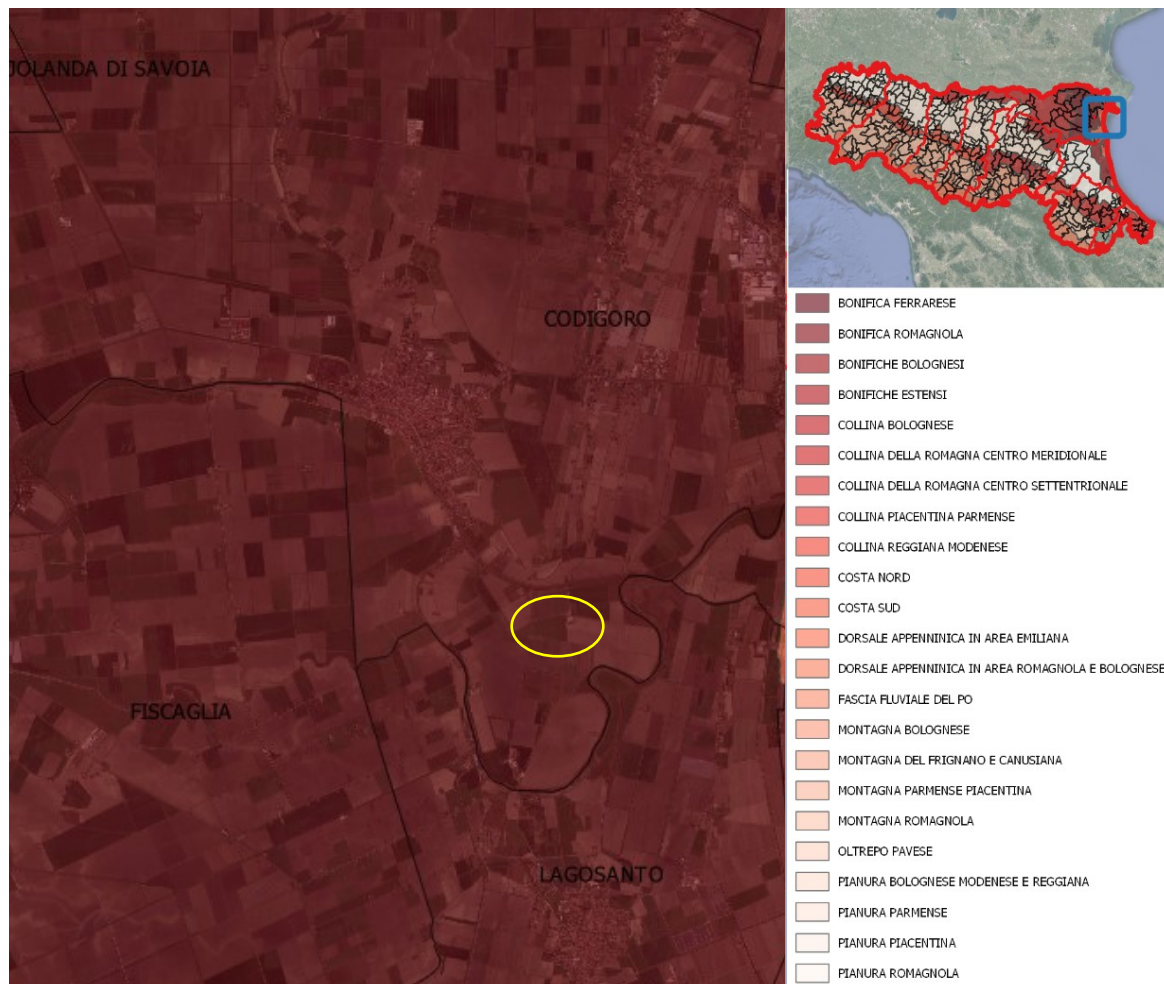 JOLANDA DI SAVOIA
CODIGORO
FISCAGLIA
LAGOSANTO
BONIFICA FERRARESE
BONIFICA ROMAGNOLA
BONIFICHE BOLOGNESI
BONIFICHE ESTENSI
COLLINA BOLOGNESE
COLLINA DELLA ROMAGNA CENTRO MERIDIONALE
COLLINA DELLA ROMAGNA CENTRO SETTENTRIONALE
COLLINA PIACENTINA PARMENSE
COLLINA REGGIANA MODENESE
COSTA NORD
COSTA SUD
DORSALE APPENNINICA IN AREA EMILIANA
DORSALE APPENNINICA IN AREA ROMAGNOLA E BOLOGNESE
FASCIA FLUVIALE DEL PO
MONTAGNA BOLOGNESE
MONTAGNA DEL FRIGNANO E CANUSIANA
MONTAGNA PARMENSE PIACENTINA
MONTAGNA ROMAGNOLA
OLTREPO PAVESE
PIANURA BOLOGNESE MODENESE E REGGIANA
PIANURA PARMENSE
PIANURA PIACENTINA
PIANURA ROMAGNOLA